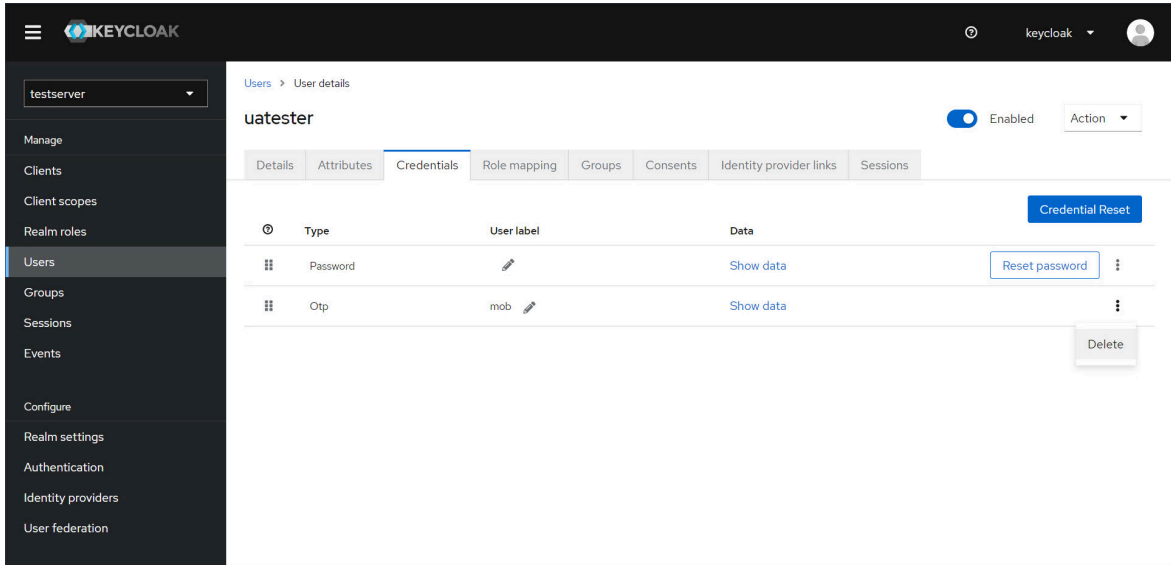 KEYCLOAK
keycloak
testserver
Manage
Clients
Client scopes
Realm roles
Users
Groups
Sessions
Events
Configure
Realm settings
Authentication
Identity providers
User federation
Users > User details
uatester
Enabled
Action
Details Attributes Credentials Role mapping Groups Consents Identity provider links Sessions
Credential Reset
Type User label Data
Password Show data Reset password
Otp mob Show data
Delete